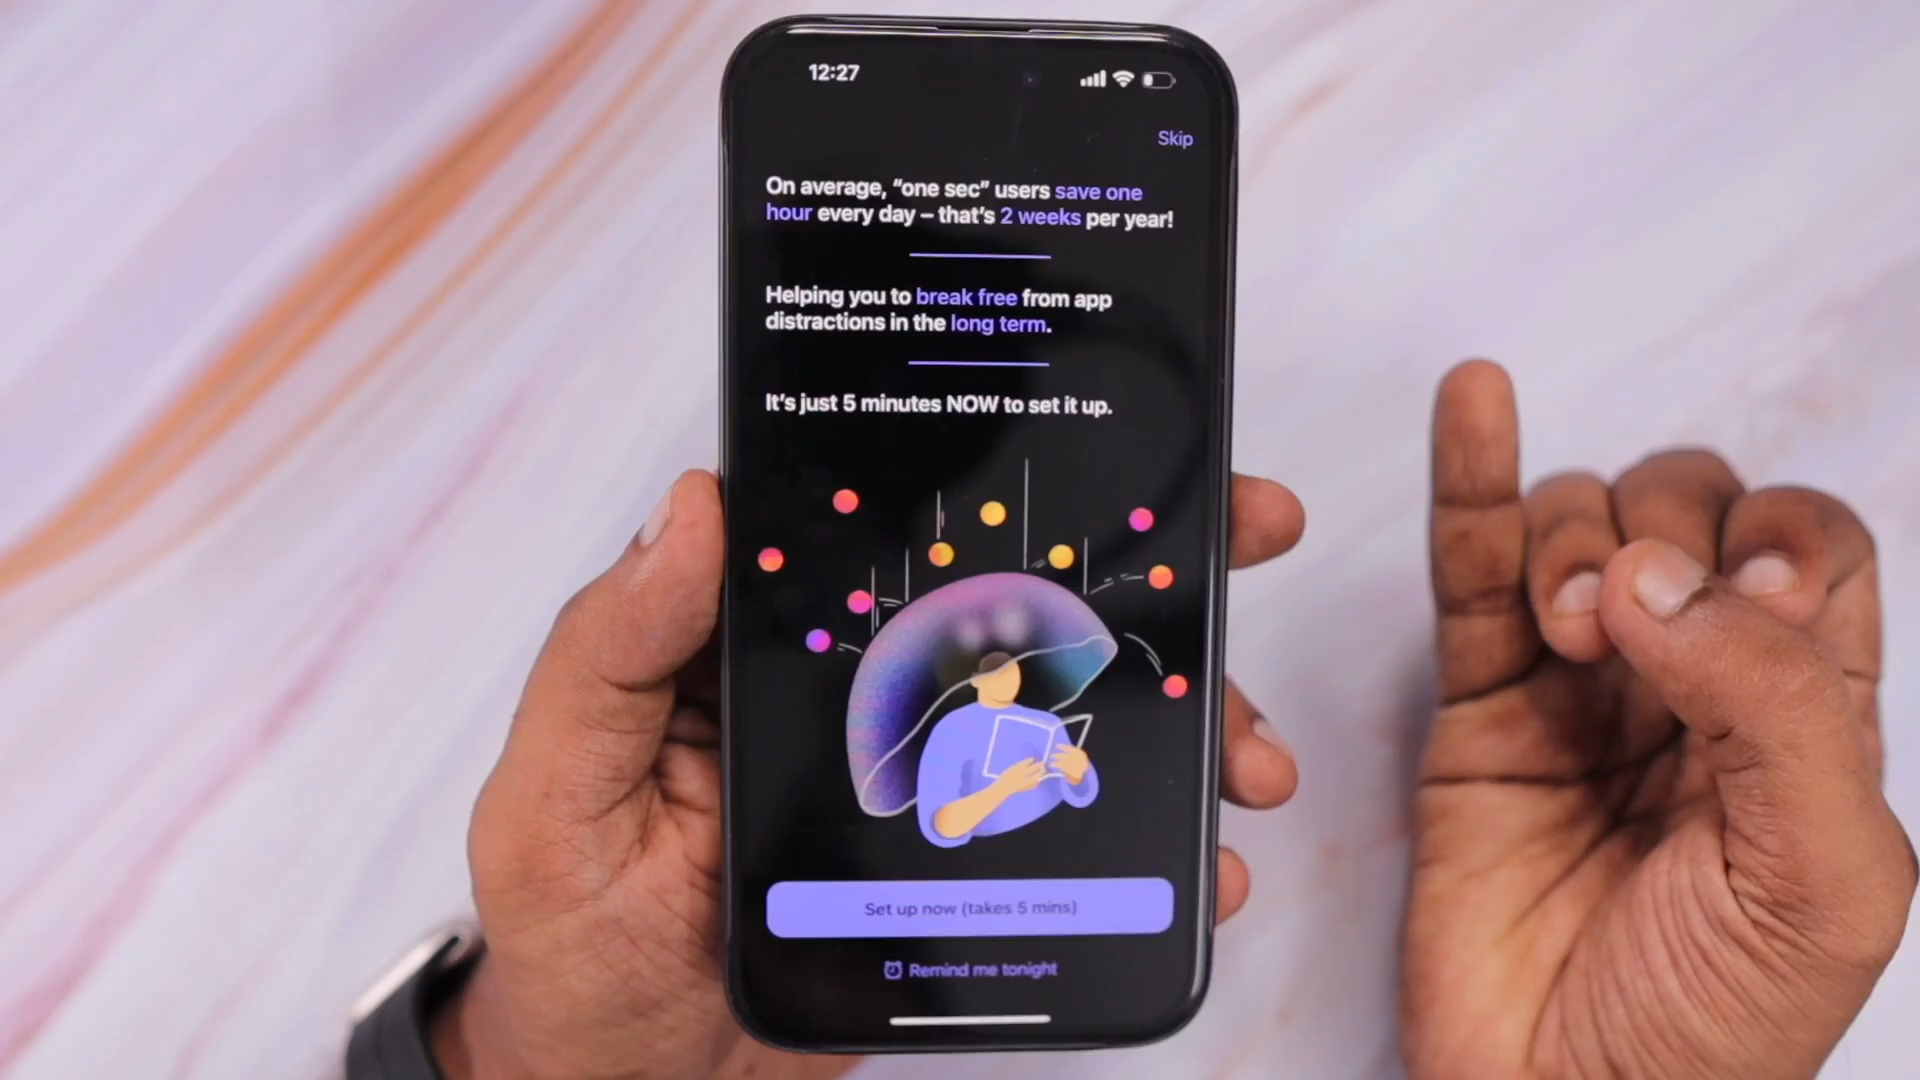 12:27
Skip
On average, “one sec” users save one
hour every day – that’s 2 weeks per year!
Helping you to break free from app
distractions in the long term.
It’s just 5 minutes NOW to set it up.
Set up now (takes 5 mins)
Remind me tonight